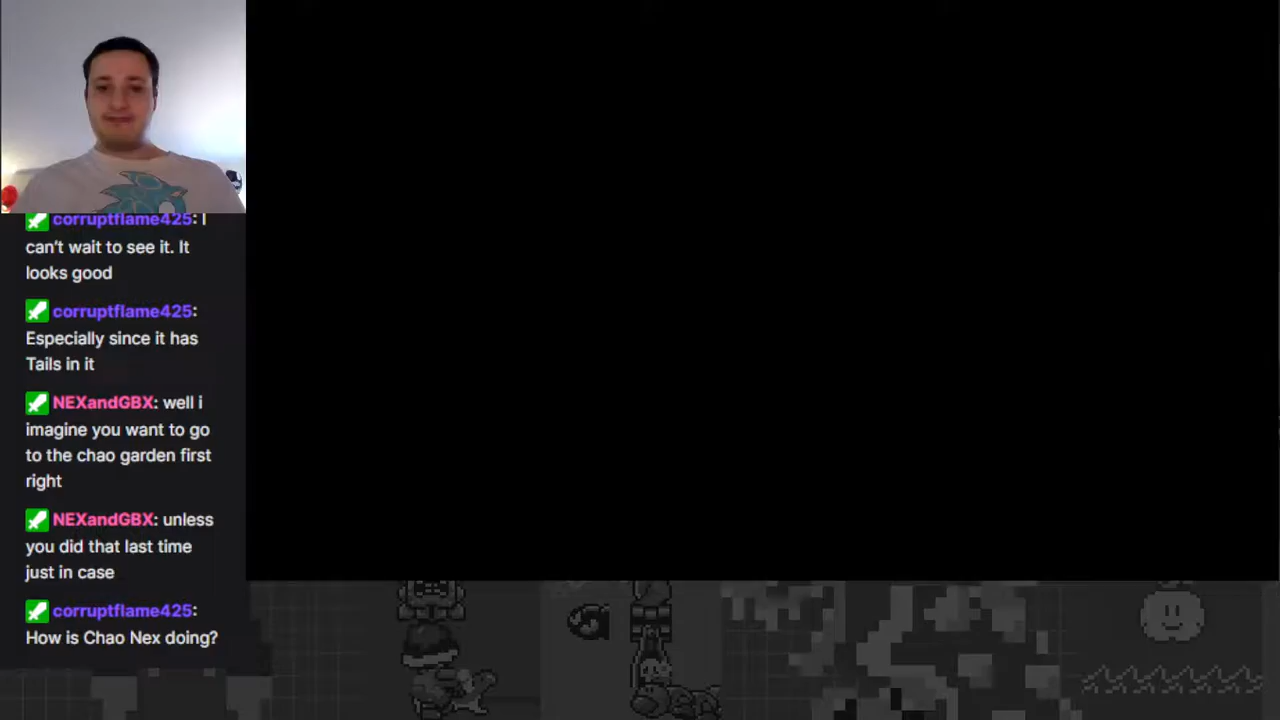 corruptflame425: I
can't wait to see it. It
looks good
corruptflame425:
Especially since it has
Tails in it
NEXandGBX: well i
imagine you want to go
to the chao garden first
right
NEXandGBX: unless
you did that last time
just in case
corruptflame425:
How is Chao Nex doing?